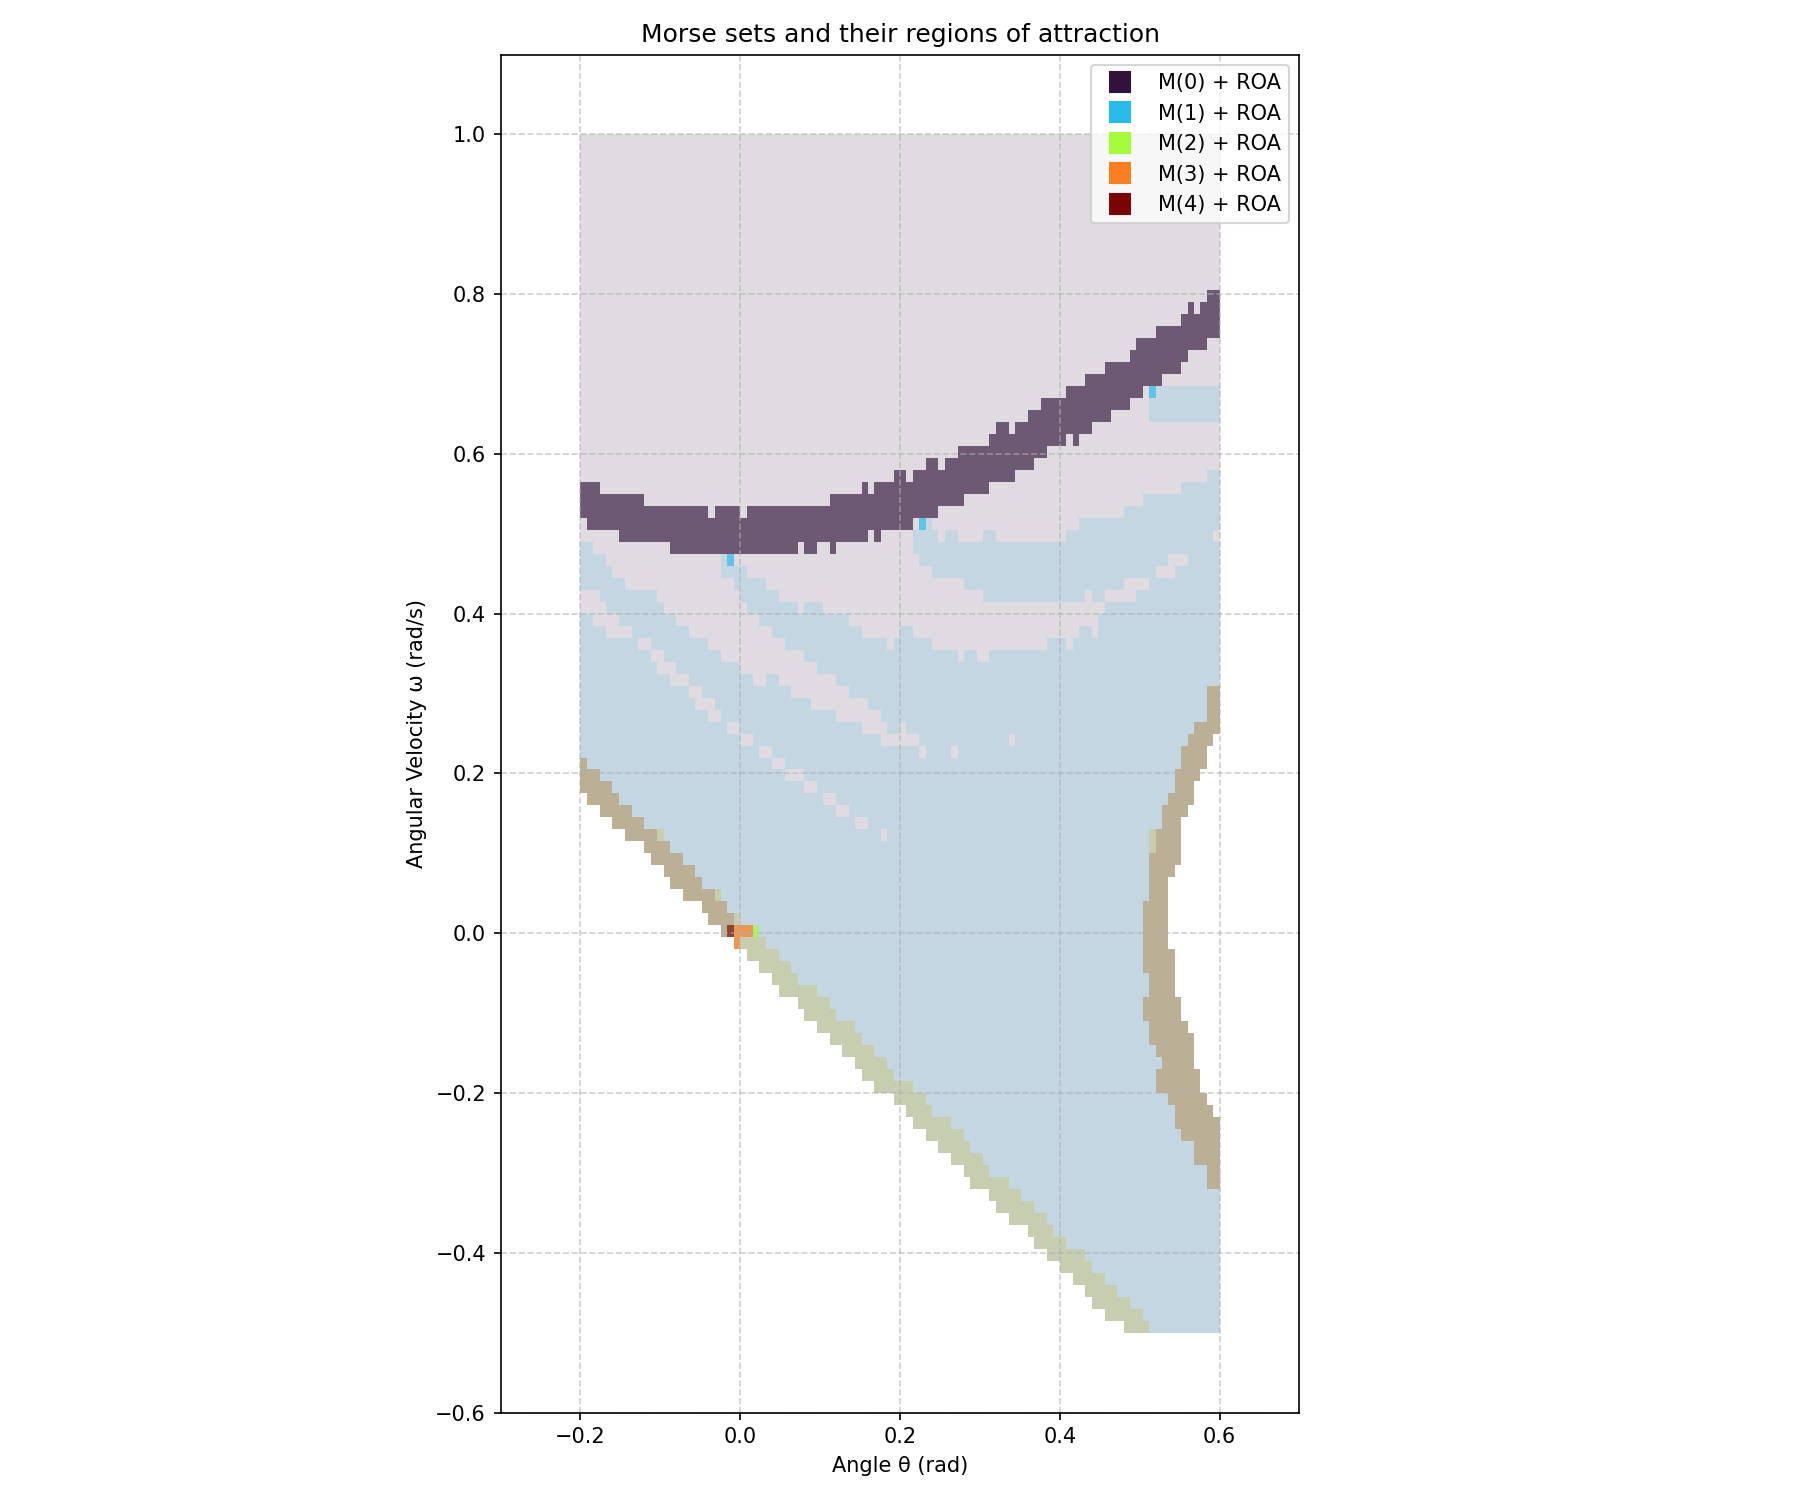 Morse sets and their regions of attraction
M(0) + ROA
M(1) + ROA
M(2) + ROA
M(3) + ROA
M(4) + ROA
1.0
0.8
0.6
0.4
0.2
0.0
−0.2
−0.4
−0.6
Angular Velocity ω (rad/s)
−0.2
0.0
0.2
0.4
0.6
Angle θ (rad)